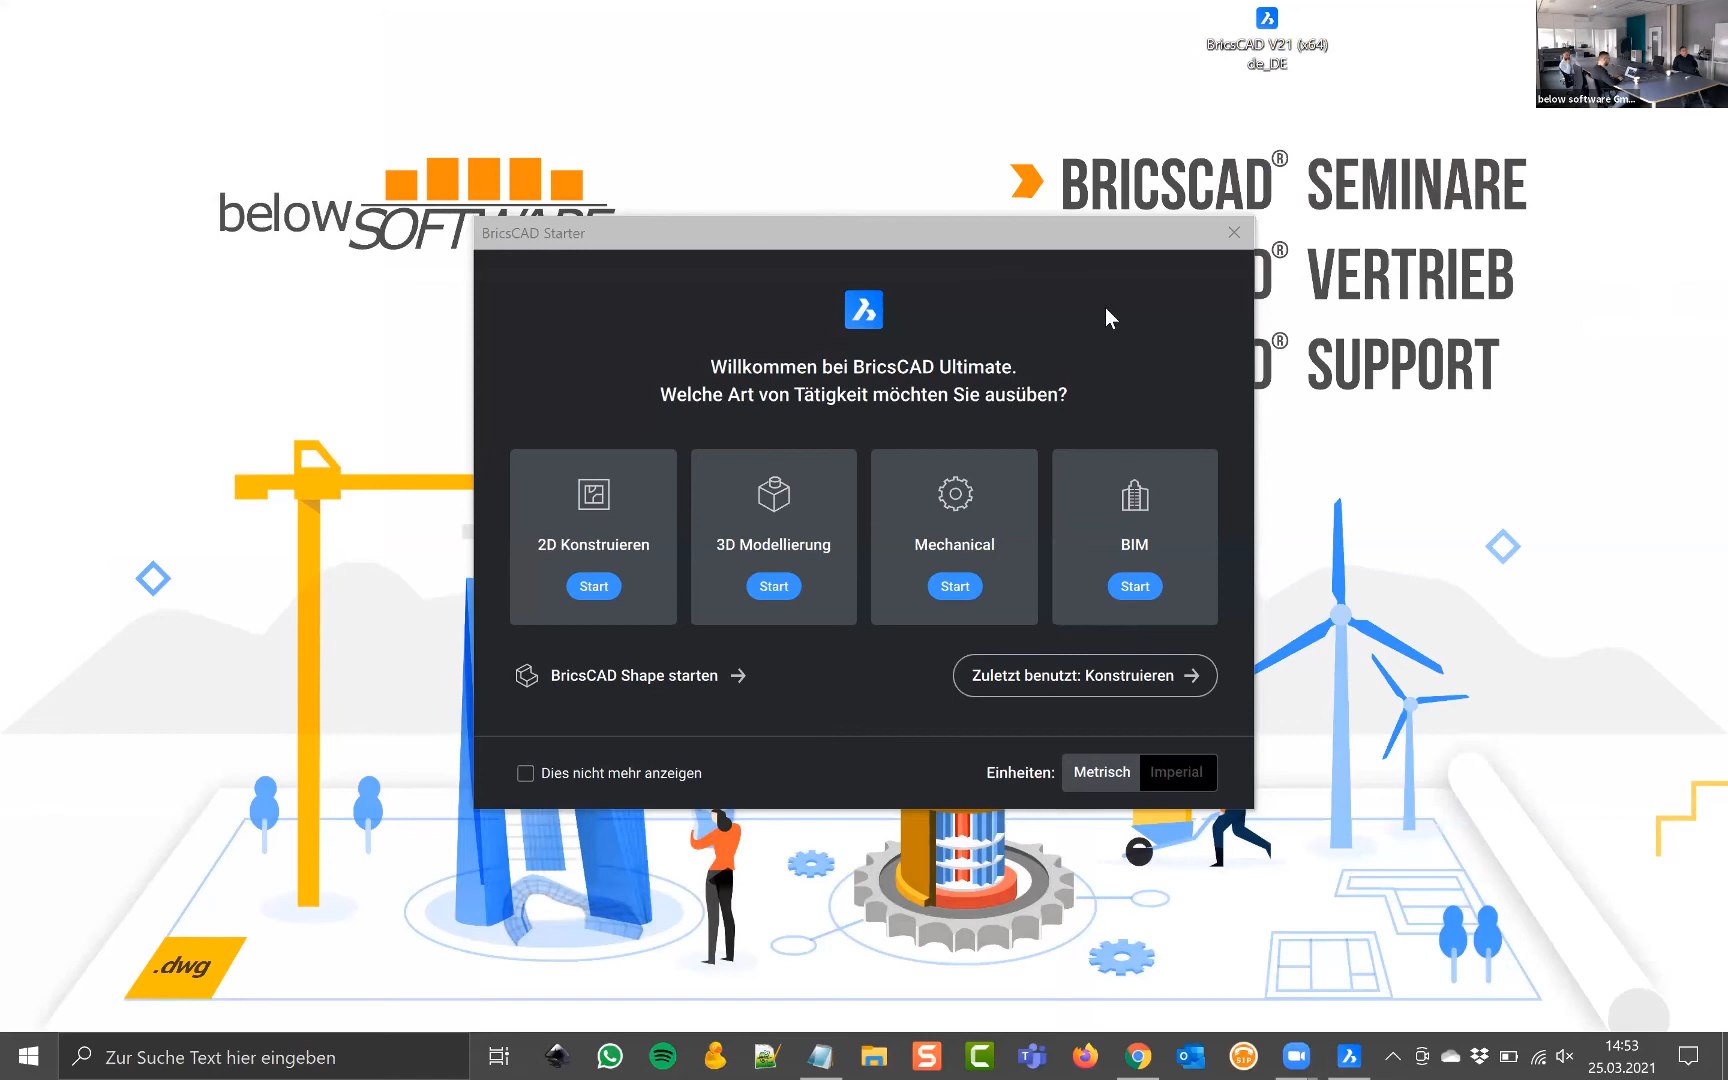 BricsCAD V21 (x64)
de_DE
below software Gm...
below
SOFTWARE
BRICSCAD® SEMINARE
D® VERTRIEB
D® SUPPORT
BricsCAD Starter
Willkommen bei BricsCAD Ultimate.
Welche Art von Tätigkeit möchten Sie ausüben?
2D Konstruieren
3D Modellierung
Mechanical
BIM
Start
Start
Start
Start
BricsCAD Shape starten
Zuletzt benutzt: Konstruieren
Dies nicht mehr anzeigen
Einheiten:
Metrisch
Imperial
.dwg
Zur Suche Text hier eingeben
S
C
SIP
14:53
25.03.2021